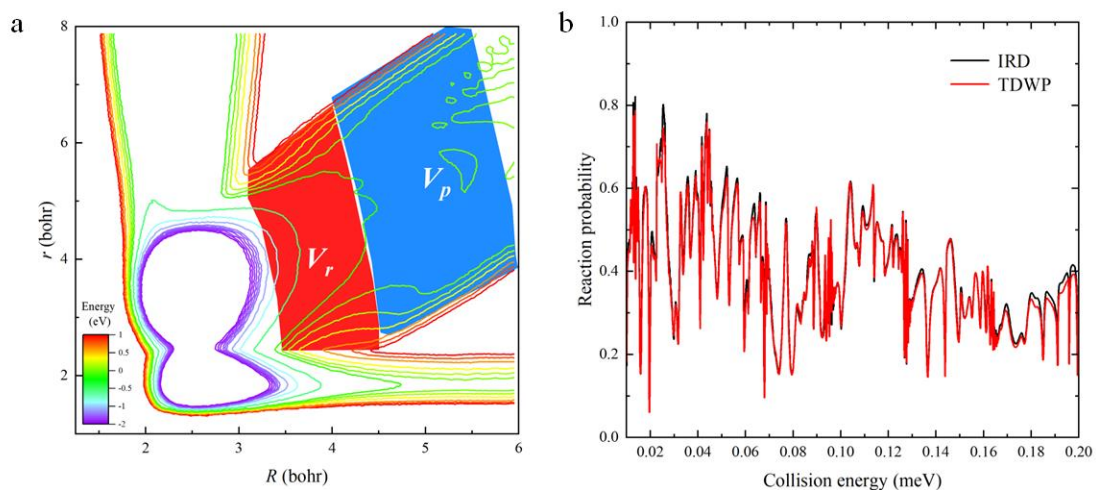 a
8
6
4
2
r (bohr)
2
3
4
5
6
R (bohr)
V_r
V_p
Energy
(eV)
1
0.5
0
-0.5
-1
-2
b
1.0
0.8
0.6
0.4
0.2
0.0
Reaction probability
IRD
TDWP
0.02
0.04
0.06
0.08
0.10
0.12
0.14
0.16
0.18
0.20
Collision energy (meV)